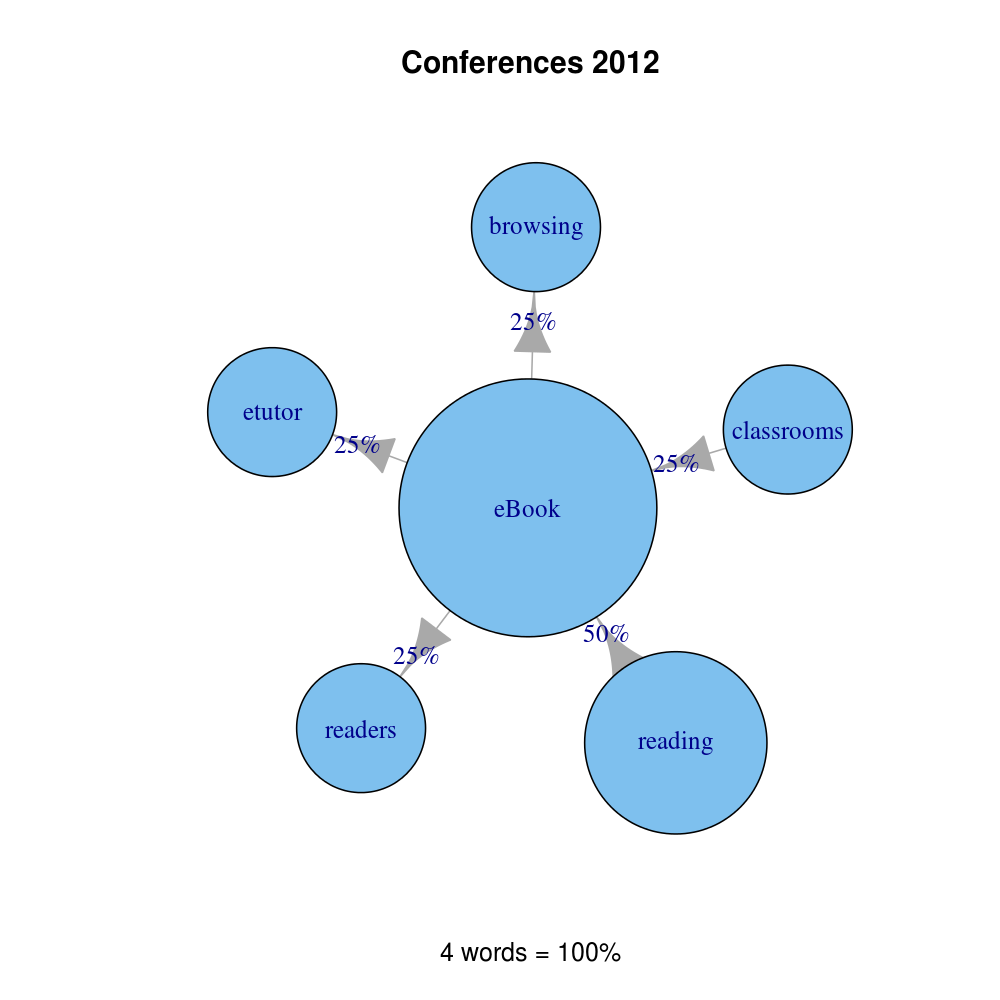 Conferences 2012
browsing
25%
etutor
25%
classrooms
25%
eBook
50%
25%
readers
reading
4 words = 100%